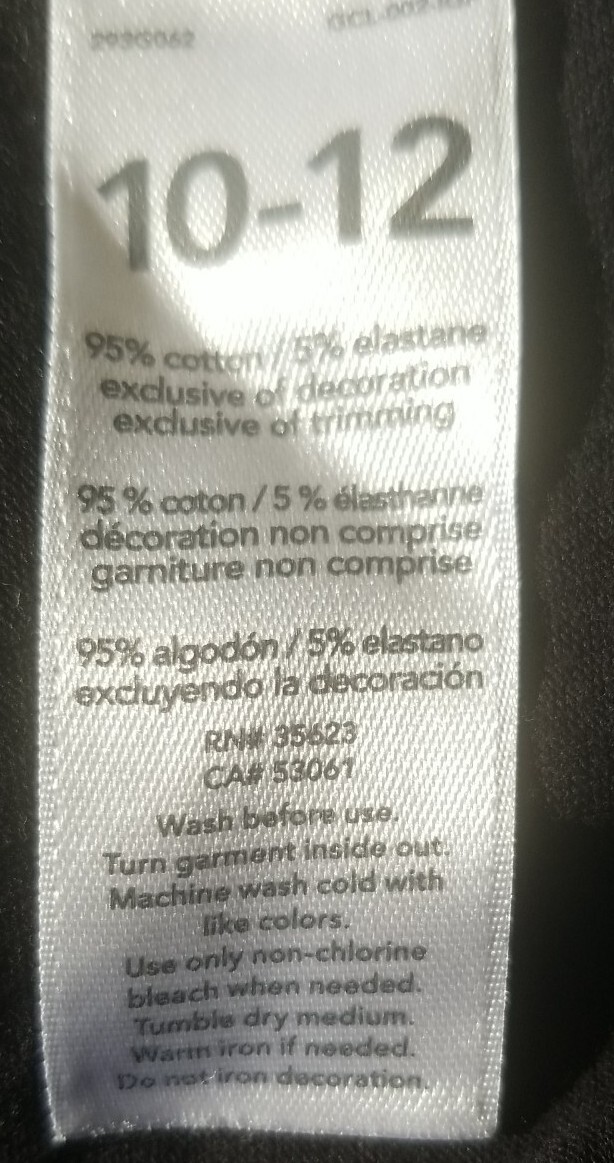 293G062
10-12
95% cotton / 5% elastane
exclusive of decoration
exclusive of trimming
95 % coton / 5 % élasthanne
décoration non comprise
garniture non comprise
95% algodón / 5% elastano
excluyendo la decoración
RN# 35623
CA# 53061
Wash before use.
Turn garment inside out.
Machine wash cold with
like colors.
Use only non-chlorine
bleach when needed.
Tumble dry medium.
Warm iron if needed.
Do not iron decoration.